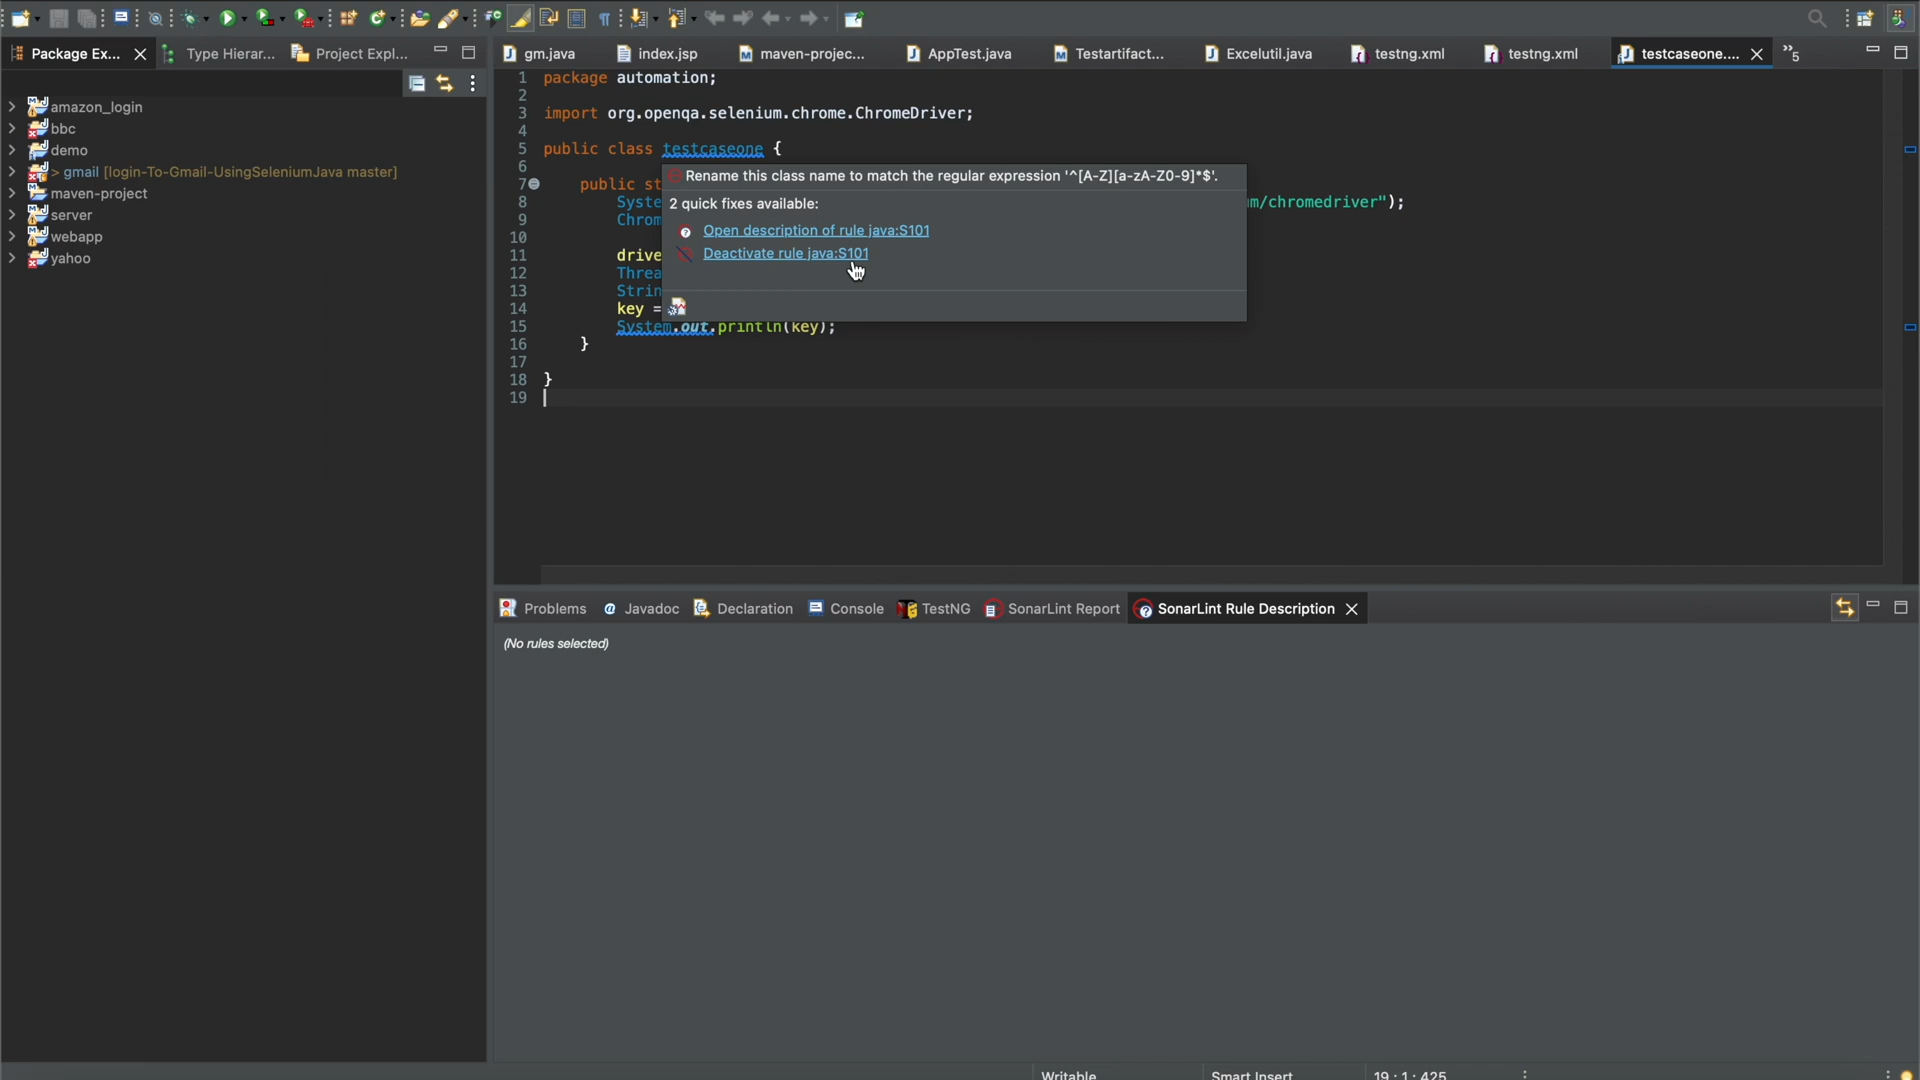 Package Ex...
Type Hierar...
Project Expl...
gm.java
index.jsp
maven-projec...
AppTest.java
Testartifact...
Excelutil.java
testng.xml
testng.xml
testcaseone....
»5
amazon_login
bbc
demo
> gmail [login-To-Gmail-UsingSeleniumJava master]
maven-project
server
webapp
yahoo
1 package automation;
2
3 import org.openqa.selenium.chrome.ChromeDriver;
4
5 public class testcaseone {
6
7 public st
8 Syste m/chromedriver");
9 Chrom
10
11 drive
12 Threa
13 Strin
14 key =
15 System.out.println(key);
16 }
17
18 }
19
Rename this class name to match the regular expression '^[A-Z][a-zA-Z0-9]*$'.
2 quick fixes available:
Open description of rule java:S101
Deactivate rule java:S101
Problems
Javadoc
Declaration
Console
TestNG
SonarLint Report
SonarLint Rule Description
(No rules selected)
Writable
Smart Insert
19 : 1 : 425